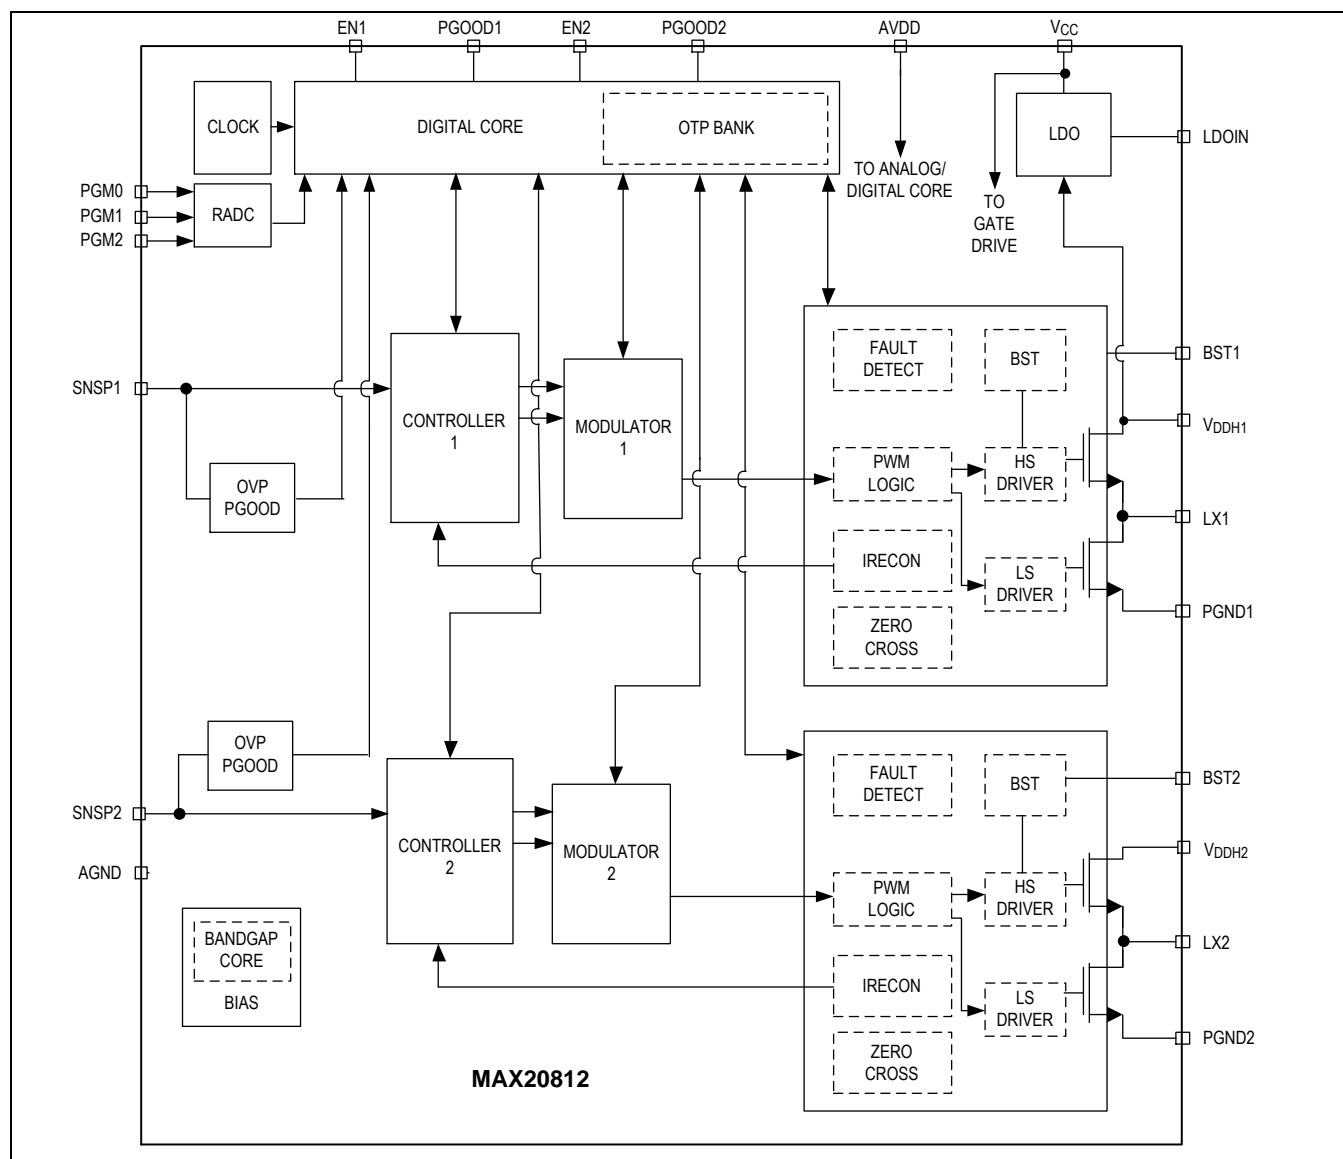 EN1
PGOOD1
EN2
PGOOD2
AVDD
VCC
CLOCK
DIGITAL CORE
OTP BANK
LDO
LDOIN
TO ANALOG/
DIGITAL CORE
TO
GATE
DRIVE
PGM0
PGM1
PGM2
RADC
SNSP1
OVP
PGOOD
CONTROLLER
1
MODULATOR
1
FAULT
DETECT
BST
BST1
VDDH1
PWM
LOGIC
HS
DRIVER
LX1
IRECON
LS
DRIVER
PGND1
ZERO
CROSS
OVP
PGOOD
SNSP2
AGND
CONTROLLER
2
MODULATOR
2
FAULT
DETECT
BST
BST2
VDDH2
PWM
LOGIC
HS
DRIVER
LX2
IRECON
LS
DRIVER
PGND2
ZERO
CROSS
BANDGAP
CORE
BIAS
MAX20812